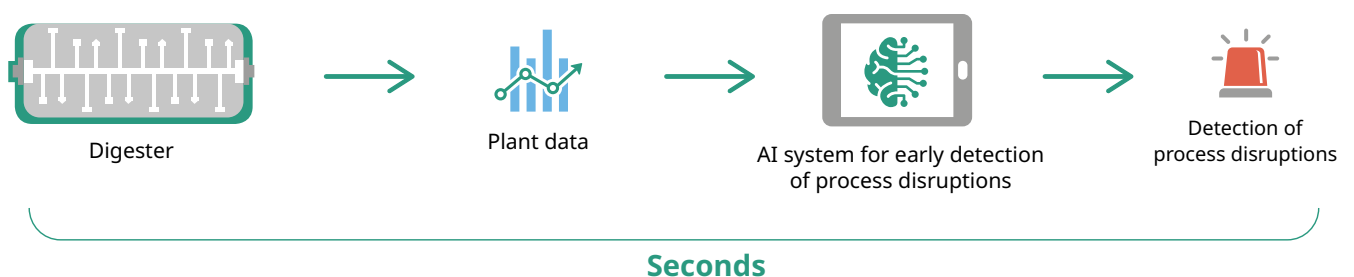 Digester
Plant data
AI system for early detection
of process disruptions
Detection of
process disruptions
Seconds